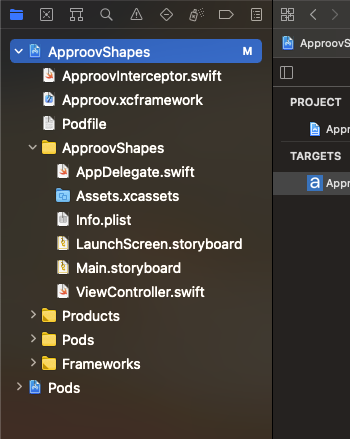 ApproovShapes M
ApproovInterceptor.swift
Approov.xcframework
Podfile
ApproovShapes
AppDelegate.swift
Assets.xcassets
Info.plist
LaunchScreen.storyboard
Main.storyboard
ViewController.swift
Products
Pods
Frameworks
Pods
ApproovS
PROJECT
Appr
TARGETS
a Appr